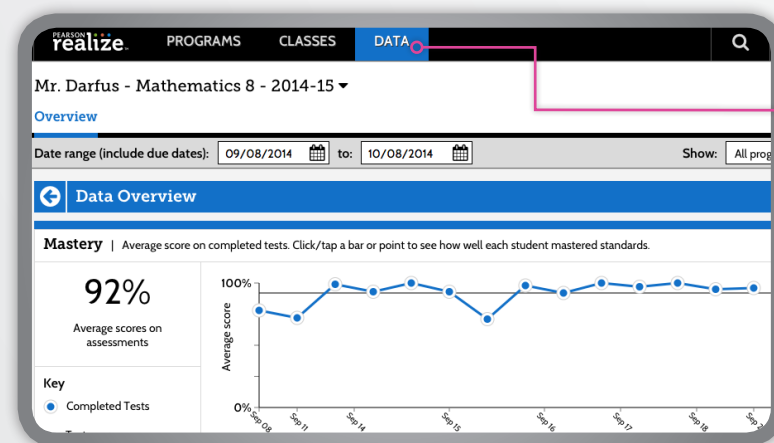 PEARSON
realize™ PROGRAMS CLASSES DATA
Mr. Darfus - Mathematics 8 - 2014-15
Overview
Date range (include due dates): 09/08/2014 to: 10/08/2014 Show: All prog
Data Overview
Mastery | Average score on completed tests. Click/tap a bar or point to see how well each student mastered standards.
92%
Average scores on
assessments
Key
Completed Tests
100%
Average score
0%
Sep 08 Sep 11 Sep 14 Sep 15 Sep 16 Sep 17 Sep 18